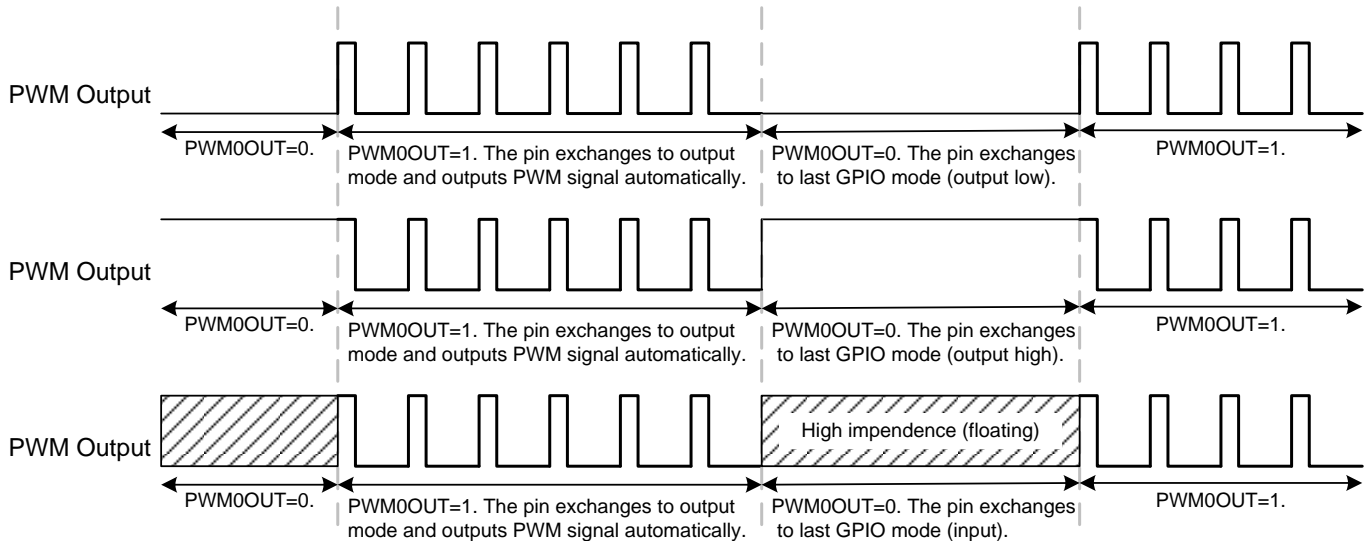 PWM Output
PWM0OUT=0.
PWM0OUT=1. The pin exchanges to output
mode and outputs PWM signal automatically.
PWM0OUT=0. The pin exchanges
to last GPIO mode (output low).
PWM0OUT=1.
PWM Output
PWM0OUT=0.
PWM0OUT=1. The pin exchanges to output
mode and outputs PWM signal automatically.
PWM0OUT=0. The pin exchanges
to last GPIO mode (output high).
PWM0OUT=1.
PWM Output
High impendence (floating)
PWM0OUT=0.
PWM0OUT=1. The pin exchanges to output
mode and outputs PWM signal automatically.
PWM0OUT=0. The pin exchanges
to last GPIO mode (input).
PWM0OUT=1.